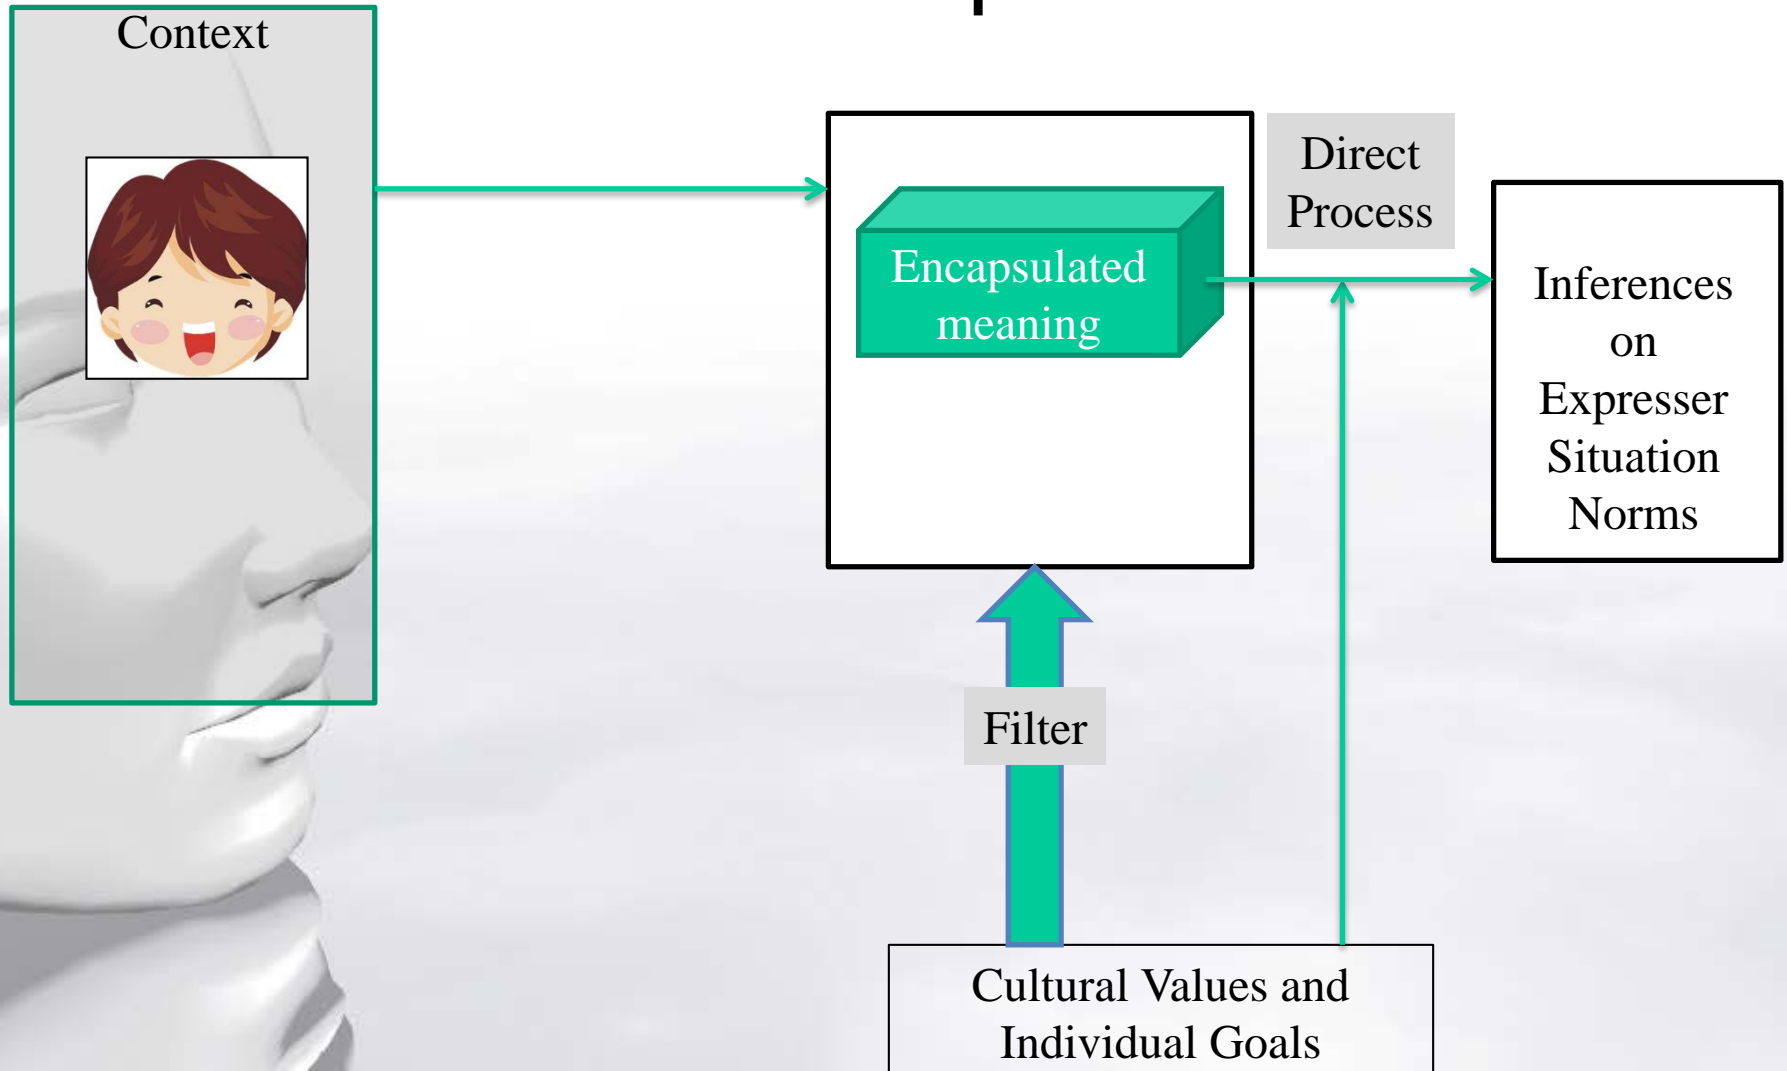 Context
Direct
Process
Encapsulated
meaning
Inferences
on
Expresser
Situation
Norms
Filter
Cultural Values and
Individual Goals